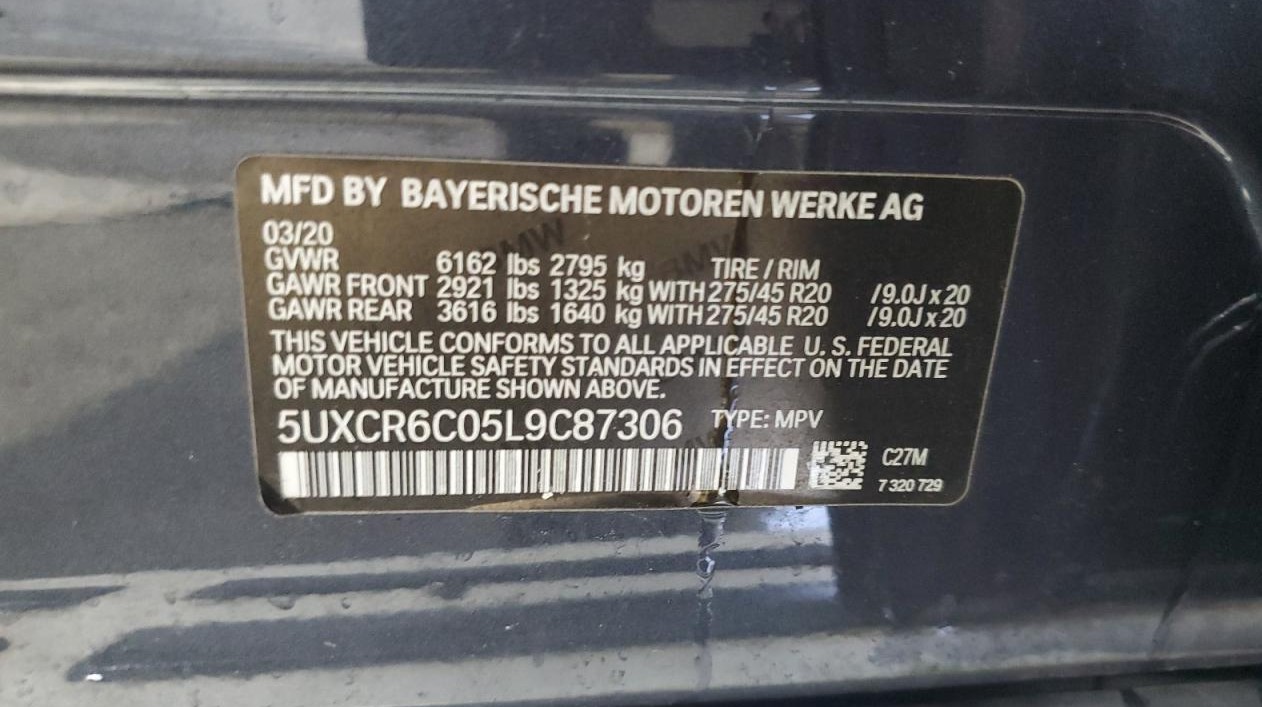 MFD BY BAYERISCHE MOTOREN WERKE AG
03/20
GVWR 6162 lbs 2795 kg TIRE / RIM
GAWR FRONT 2921 lbs 1325 kg WITH 275/45 R20 / 9.0J x 20
GAWR REAR 3616 lbs 1640 kg WITH 275/45 R20 / 9.0J x 20
THIS VEHICLE CONFORMS TO ALL APPLICABLE U. S. FEDERAL
MOTOR VEHICLE SAFETY STANDARDS IN EFFECT ON THE DATE
OF MANUFACTURE SHOWN ABOVE.
5UXCR6C05L9C87306 TYPE: MPV
C27M
7 320 729